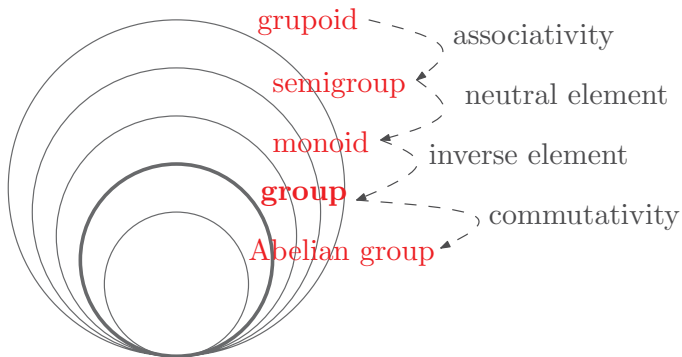 grupoid
associativity
semigroup
neutral element
monoid
inverse element
group
commutativity
Abelian group